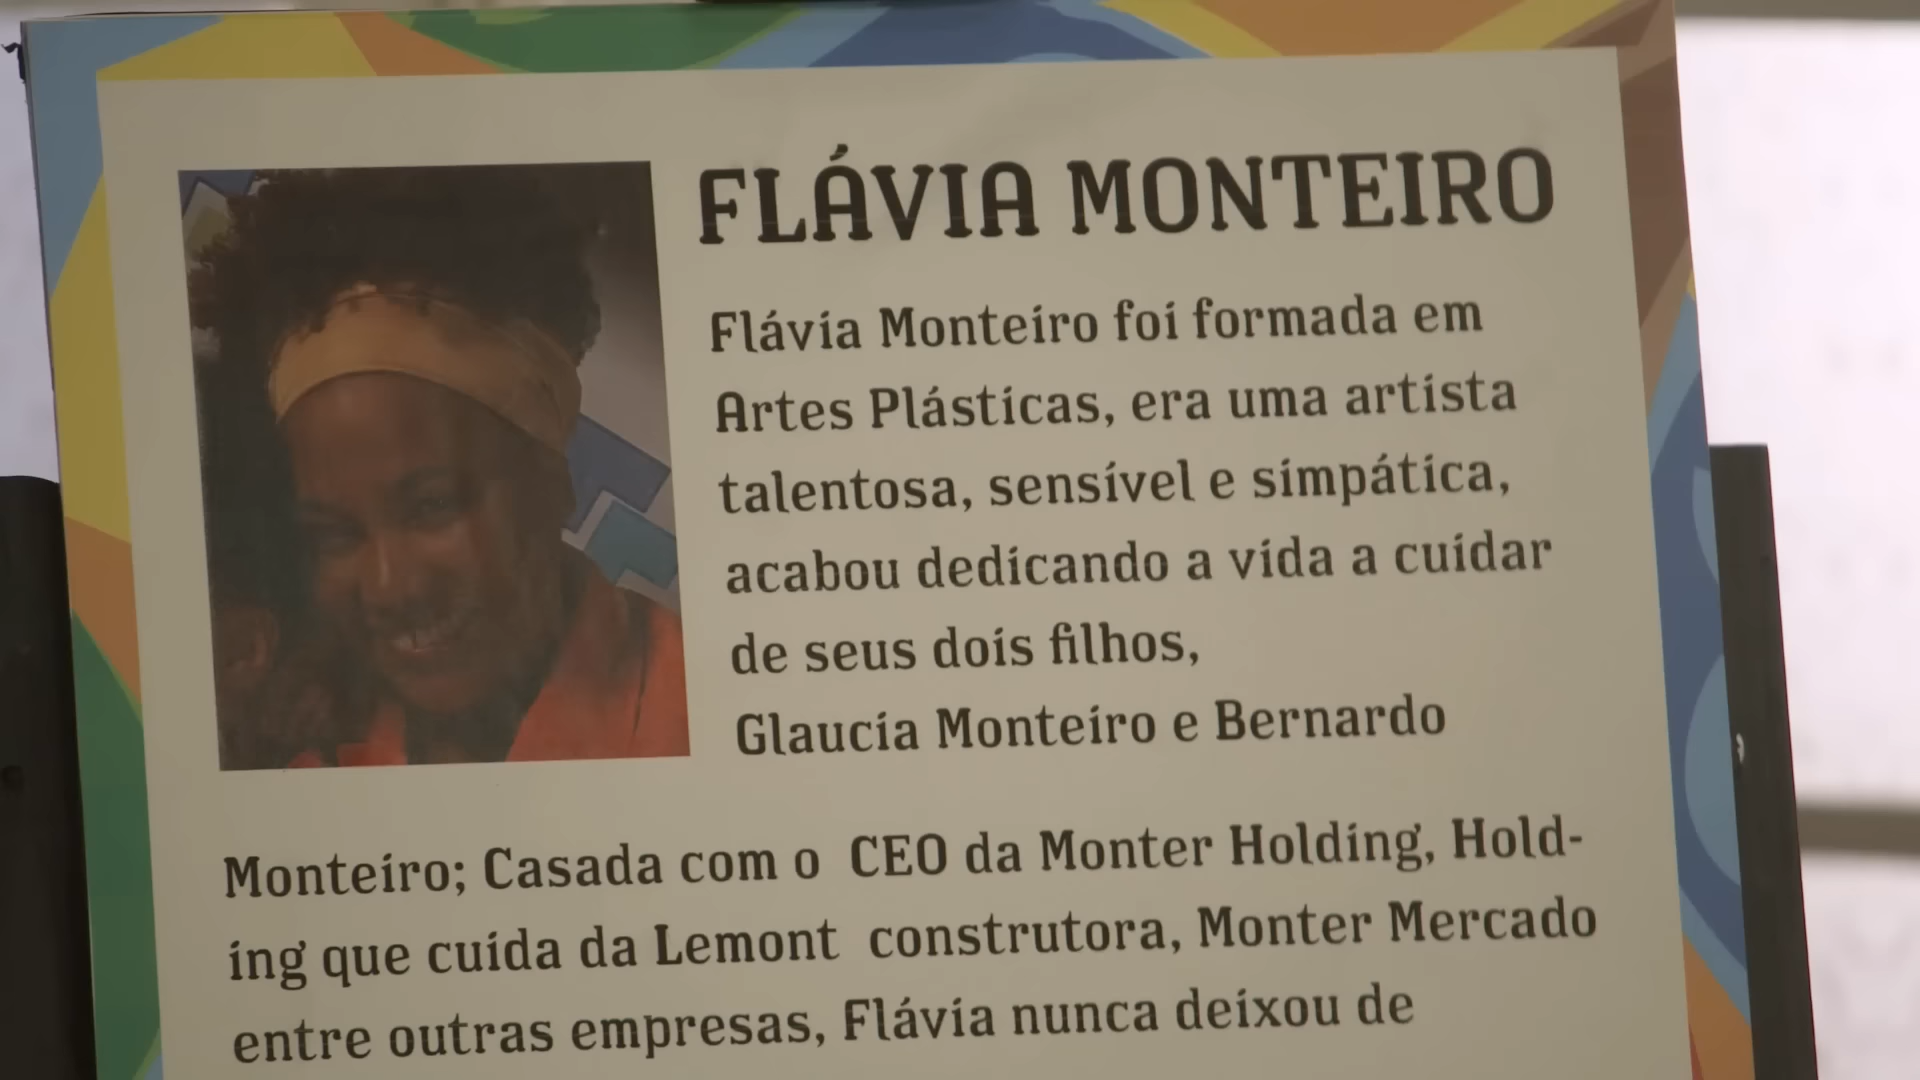 FLÁVIA MONTEIRO
Flávia Monteiro foi formada em
Artes Plásticas, era uma artista
talentosa, sensível e simpática,
acabou dedicando a vida a cuidar
de seus dois filhos,
Glaucia Monteiro e Bernardo
Monteiro; Casada com o CEO da Monter Holding, Hold-
ing que cuida da Lemont construtora, Monter Mercado
entre outras empresas, Flávia nunca deixou de